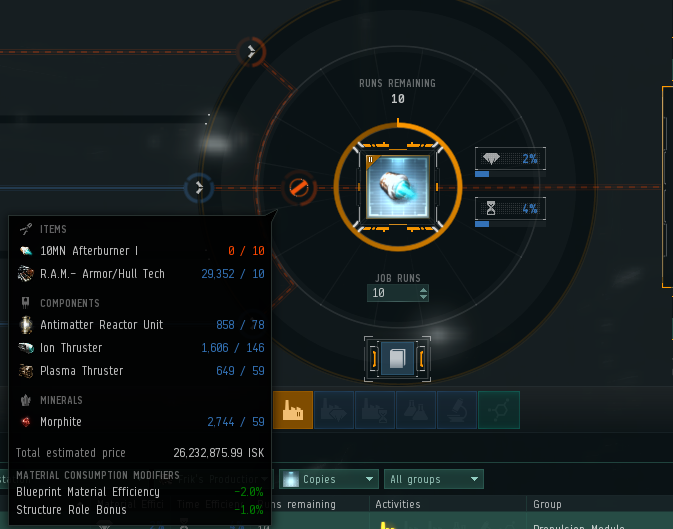 RUNS REMAINING
10
2%
4%
JOB RUNS
10
ITEMS
10MN Afterburner I 0 / 10
R.A.M.- Armor/Hull Tech 29,352 / 10
COMPONENTS
Antimatter Reactor Unit 858 / 78
Ion Thruster 1,606 / 146
Plasma Thruster 649 / 59
MINERALS
Morphite 2,744 / 59
Total estimated price 26,232,875.99 ISK
MATERIAL CONSUMPTION MODIFIERS
Blueprint Material Efficiency -2.0%
Structure Role Bonus -1.0%
Copies
All groups
remaining
Activities
Group
Propulsion Module